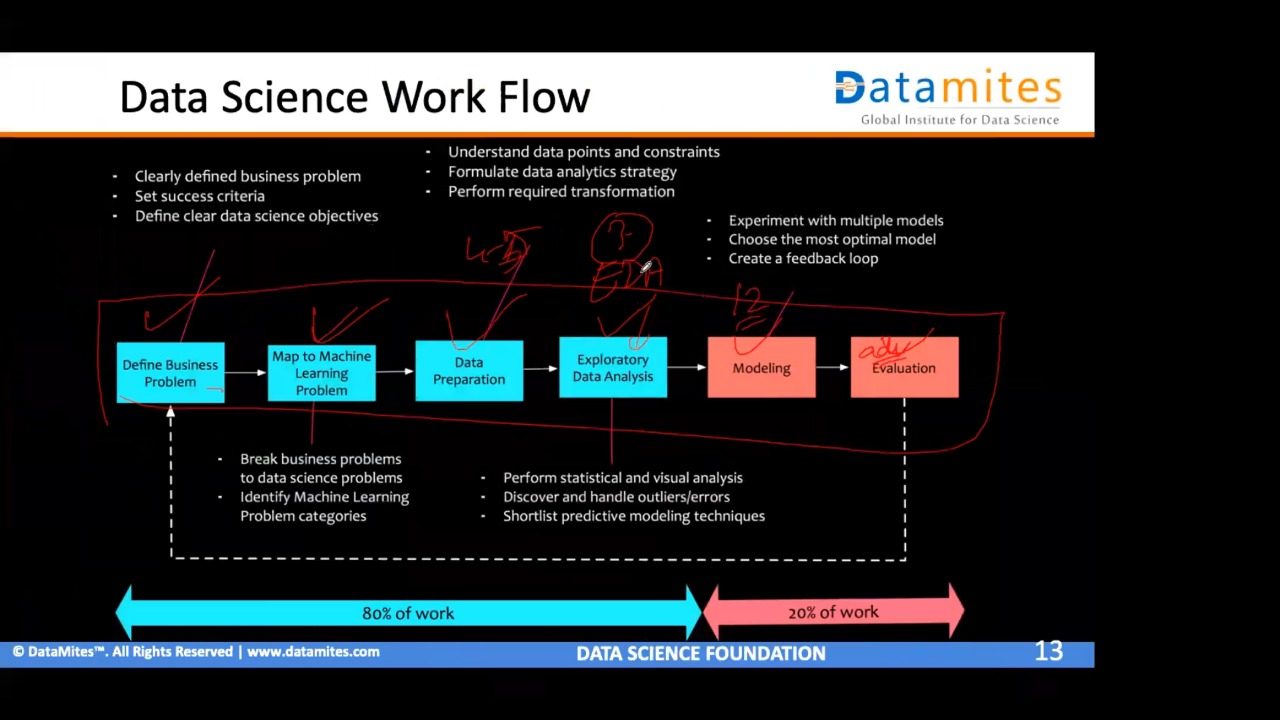 Data Science Work Flow
Datamites
Global Institute for Data Science
- Clearly defined business problem
- Set success criteria
- Define clear data science objectives
- Understand data points and constraints
- Formulate data analytics strategy
- Perform required transformation
- Experiment with multiple models
- Choose the most optimal model
- Create a feedback loop
3-
EDA
12
Define Business
Problem
Map to Machine
Learning
Problem
Data
Preparation
Exploratory
Data Analysis
Modeling
Evaluation
- Break business problems
to data science problems
- Identify Machine Learning
Problem categories
- Perform statistical and visual analysis
- Discover and handle outliers/errors
- Shortlist predictive modeling techniques
80% of work
20% of work
© DataMites™. All Rights Reserved | www.datamites.com
DATA SCIENCE FOUNDATION
13